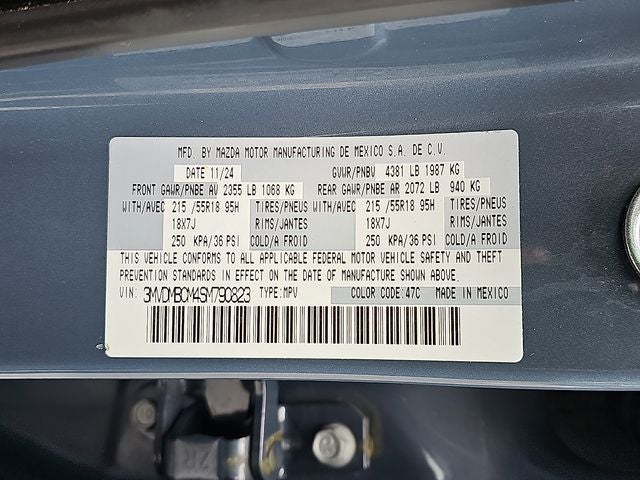 MFD. BY MAZDA MOTOR MANUFACTURING DE MEXICO S.A. DE C.V.
DATE 11/24 GVWR/PNBV 4381 LB 1987 KG
FRONT GAWR/PNBE AV 2355 LB 1068 KG REAR GAWR/PNBE AR 2072 LB 940 KG
WITH/AVEC 215 /55R18 95H TIRES/PNEUS WITH/AVEC 215 /55R18 95H TIRES/PNEUS
18X7J RIMS/JANTES 18X7J RIMS/JANTES
250 KPA/36 PSI COLD/A FROID 250 KPA/36 PSI COLD/A FROID
THIS VEHICLE CONFORMS TO ALL APPLICABLE FEDERAL MOTOR VEHICLE SAFETY AND THEFT
PREVENTION STANDARDS IN EFFECT ON THE DATE OF MANUFACTURE SHOWN ABOVE.
VIN: 3MVDMBCM4SM790823 TYPE:MPV COLOR CODE:47C MADE IN MEXICO
ZR